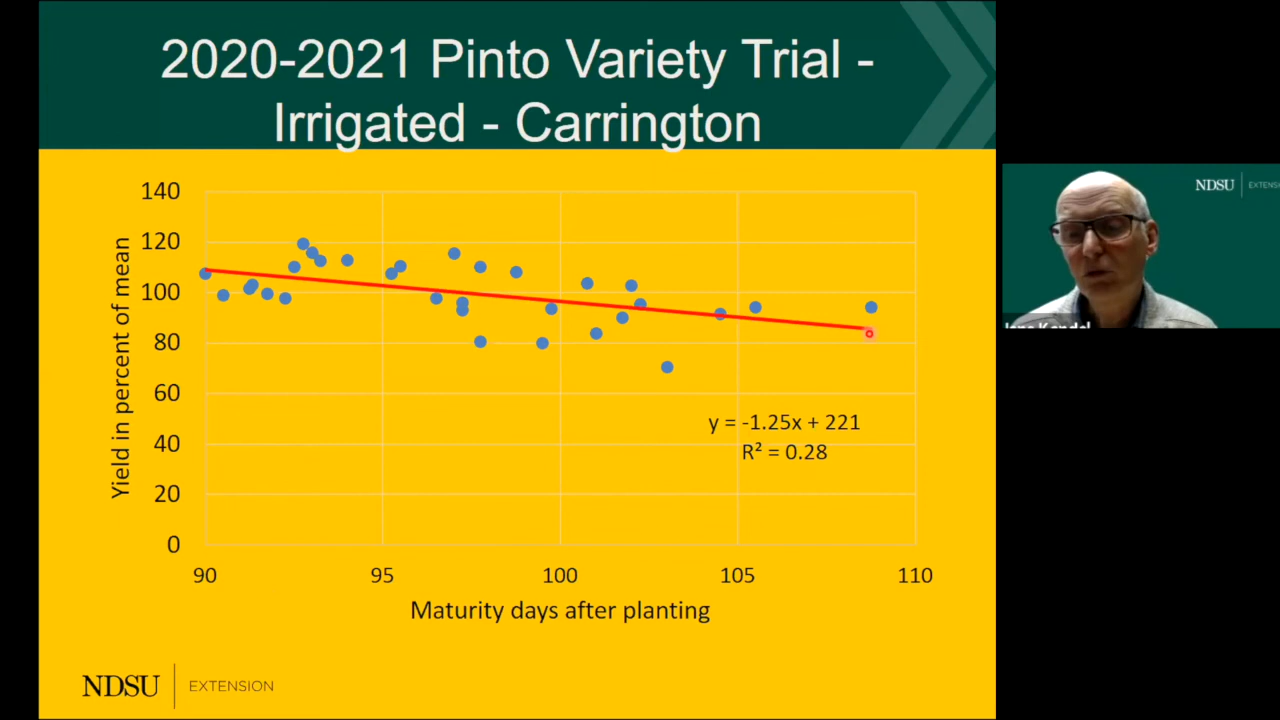 2020-2021 Pinto Variety Trial -
Irrigated - Carrington
Yield in percent of mean
140
120
100
80
60
40
20
0
90 95 100 105 110
Maturity days after planting
y = -1.25x + 221
R² = 0.28
NDSU EXTENSION
NDSU